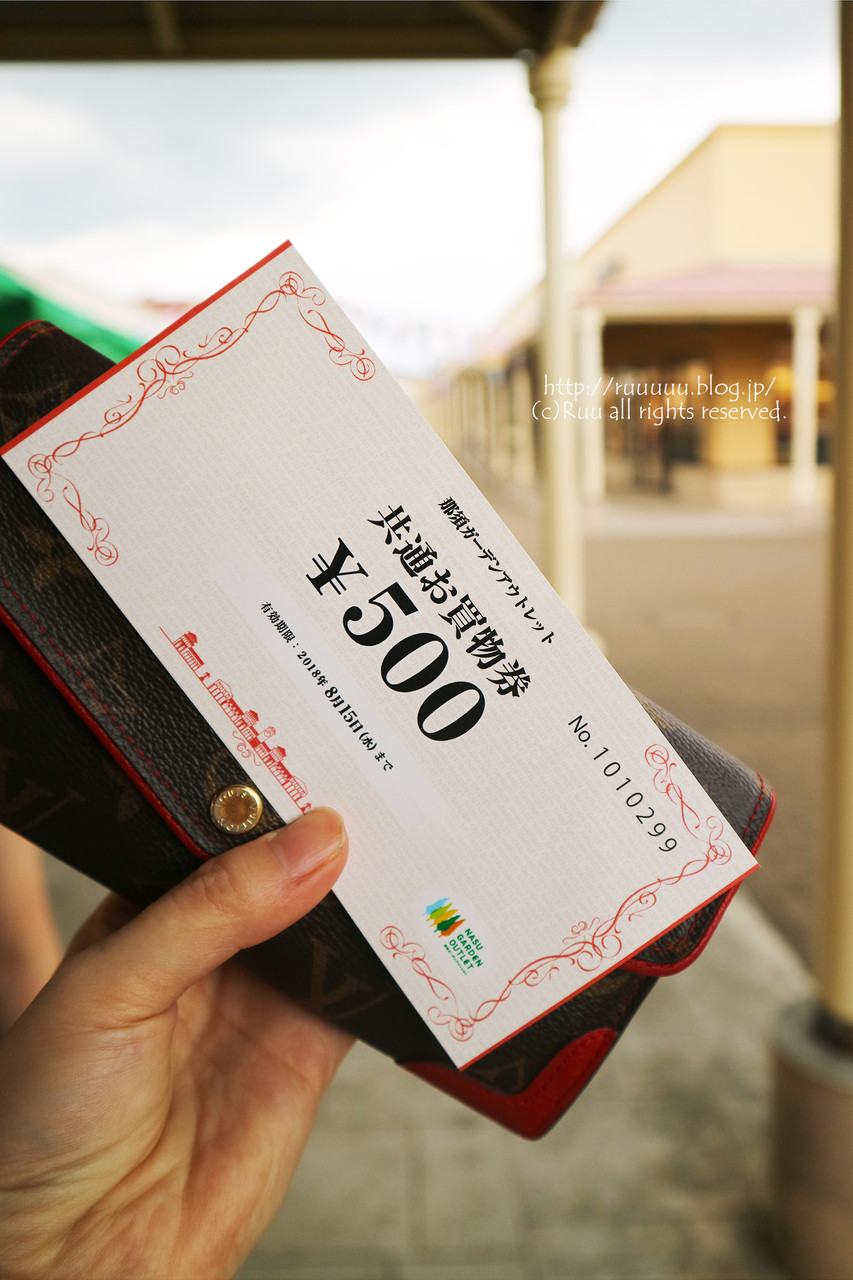 http://ruuuuu.blog.jp/
(c)Ruu all rights reserved.
那須ガーデンアウトレット
共通お買物券
¥500
有効期限：2018年8月15日(水)まで
No.1010299
NASU
GARDEN
OUTLET